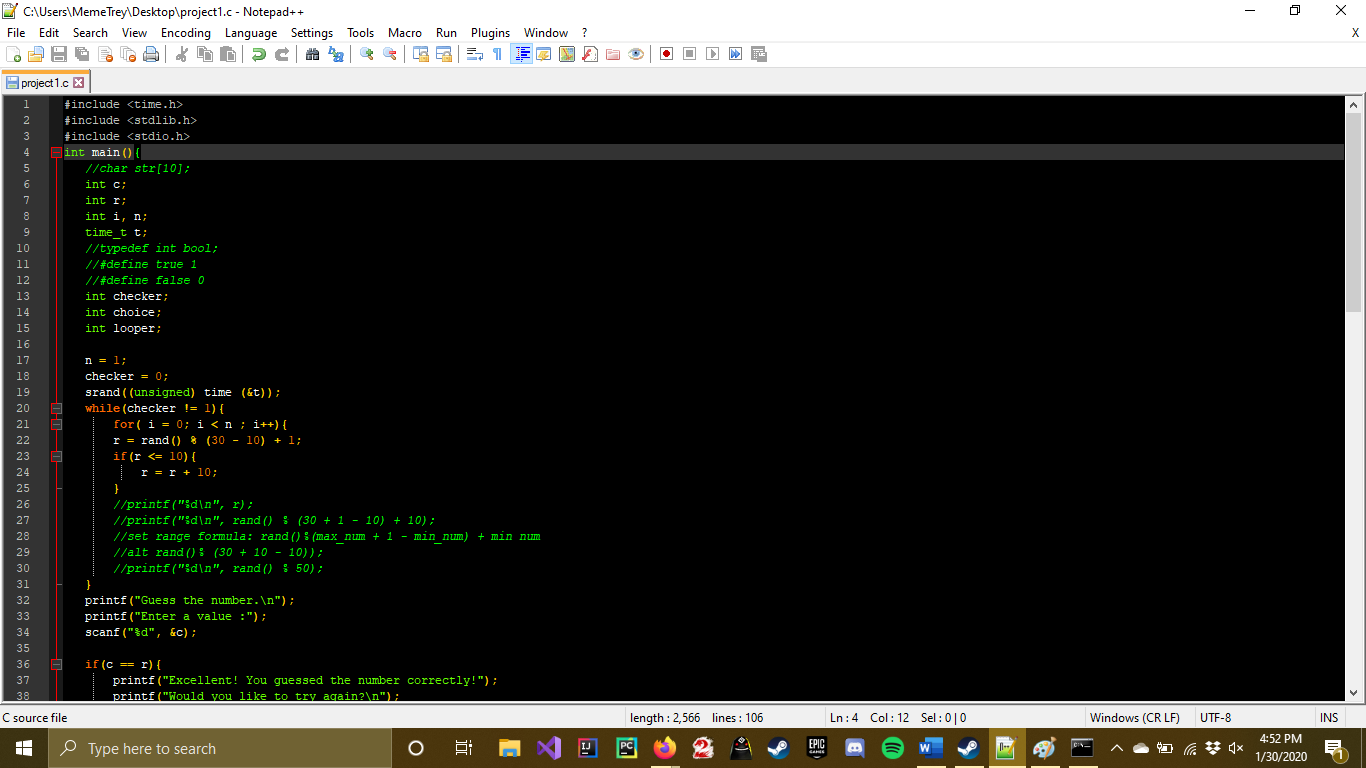 C:\Users\MemeTrey\Desktop\project1.c - Notepad++
File Edit Search View Encoding Language Settings Tools Macro Run Plugins Window ? X
project1.c
1 #include <time.h>
2 #include <stdlib.h>
3 #include <stdio.h>
4 int main(){
5 //char str[10];
6 int c;
7 int r;
8 int i, n;
9 time_t t;
10 //typedef int bool;
11 //#define true 1
12 //#define false 0
13 int checker;
14 int choice;
15 int looper;
16
17 n = 1;
18 checker = 0;
19 srand((unsigned) time (&t));
20 while(checker != 1){
21 for( i = 0; i < n ; i++){
22 r = rand() % (30 - 10) + 1;
23 if(r <= 10){
24 r = r + 10;
25 }
26 //printf("%d\n", r);
27 //printf("%d\n", rand() % (30 + 1 - 10) + 10);
28 //set range formula: rand()%(max_num + 1 - min_num) + min num
29 //alt rand()% (30 + 10 - 10));
30 //printf("%d\n", rand() % 50);
31 }
32 printf("Guess the number.\n");
33 printf("Enter a value :");
34 scanf("%d", &c);
35
36 if(c == r){
37 printf("Excellent! You guessed the number correctly!");
38 printf("Would you like to try again?\n");
C source file length : 2,566 lines : 106 Ln : 4 Col : 12 Sel : 0 | 0 Windows (CR LF) UTF-8 INS
Type here to search
IJ
PC
EPIC GAMES
W
4:52 PM
1/30/2020
1